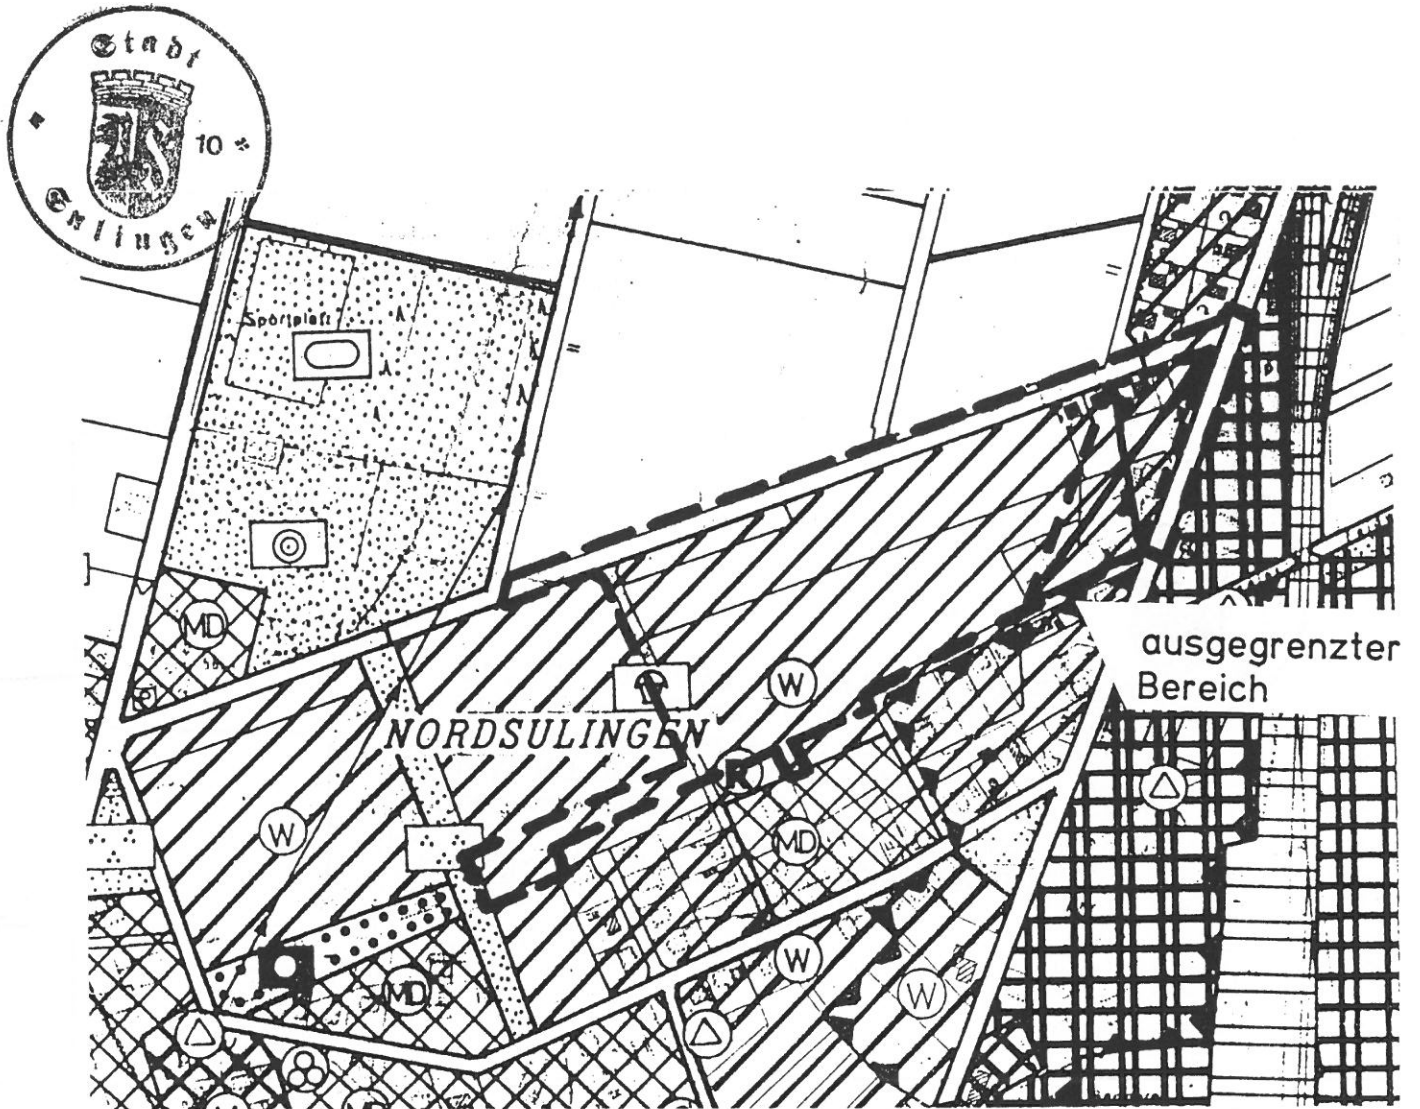 Stadt
10
Sulingen
Sportplatz
MD
ausgegrenzter
Bereich
W
NORDSULINGEN
R
W
MD
W
MD
W